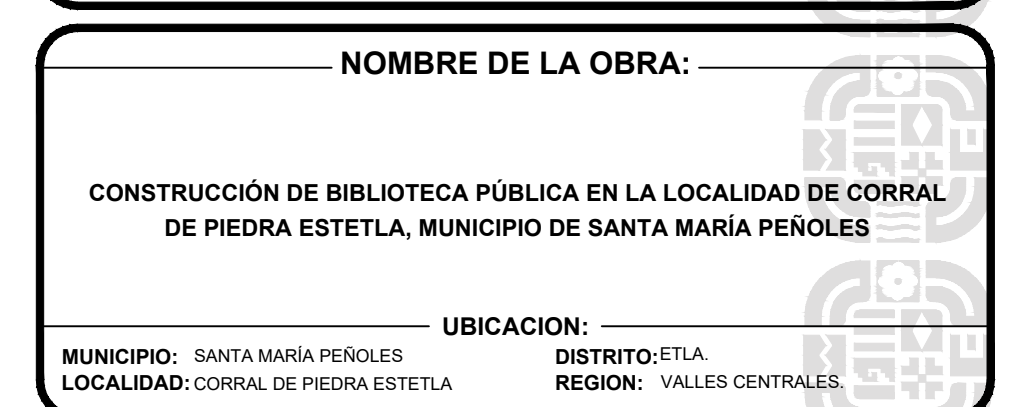 NOMBRE DE LA OBRA:
CONSTRUCCIÓN DE BIBLIOTECA PÚBLICA EN LA LOCALIDAD DE CORRAL
DE PIEDRA ESTETLA, MUNICIPIO DE SANTA MARÍA PEÑOLES
UBICACION:
MUNICIPIO: SANTA MARÍA PEÑOLES DISTRITO: ETLA.
LOCALIDAD: CORRAL DE PIEDRA ESTETLA REGION: VALLES CENTRALES.